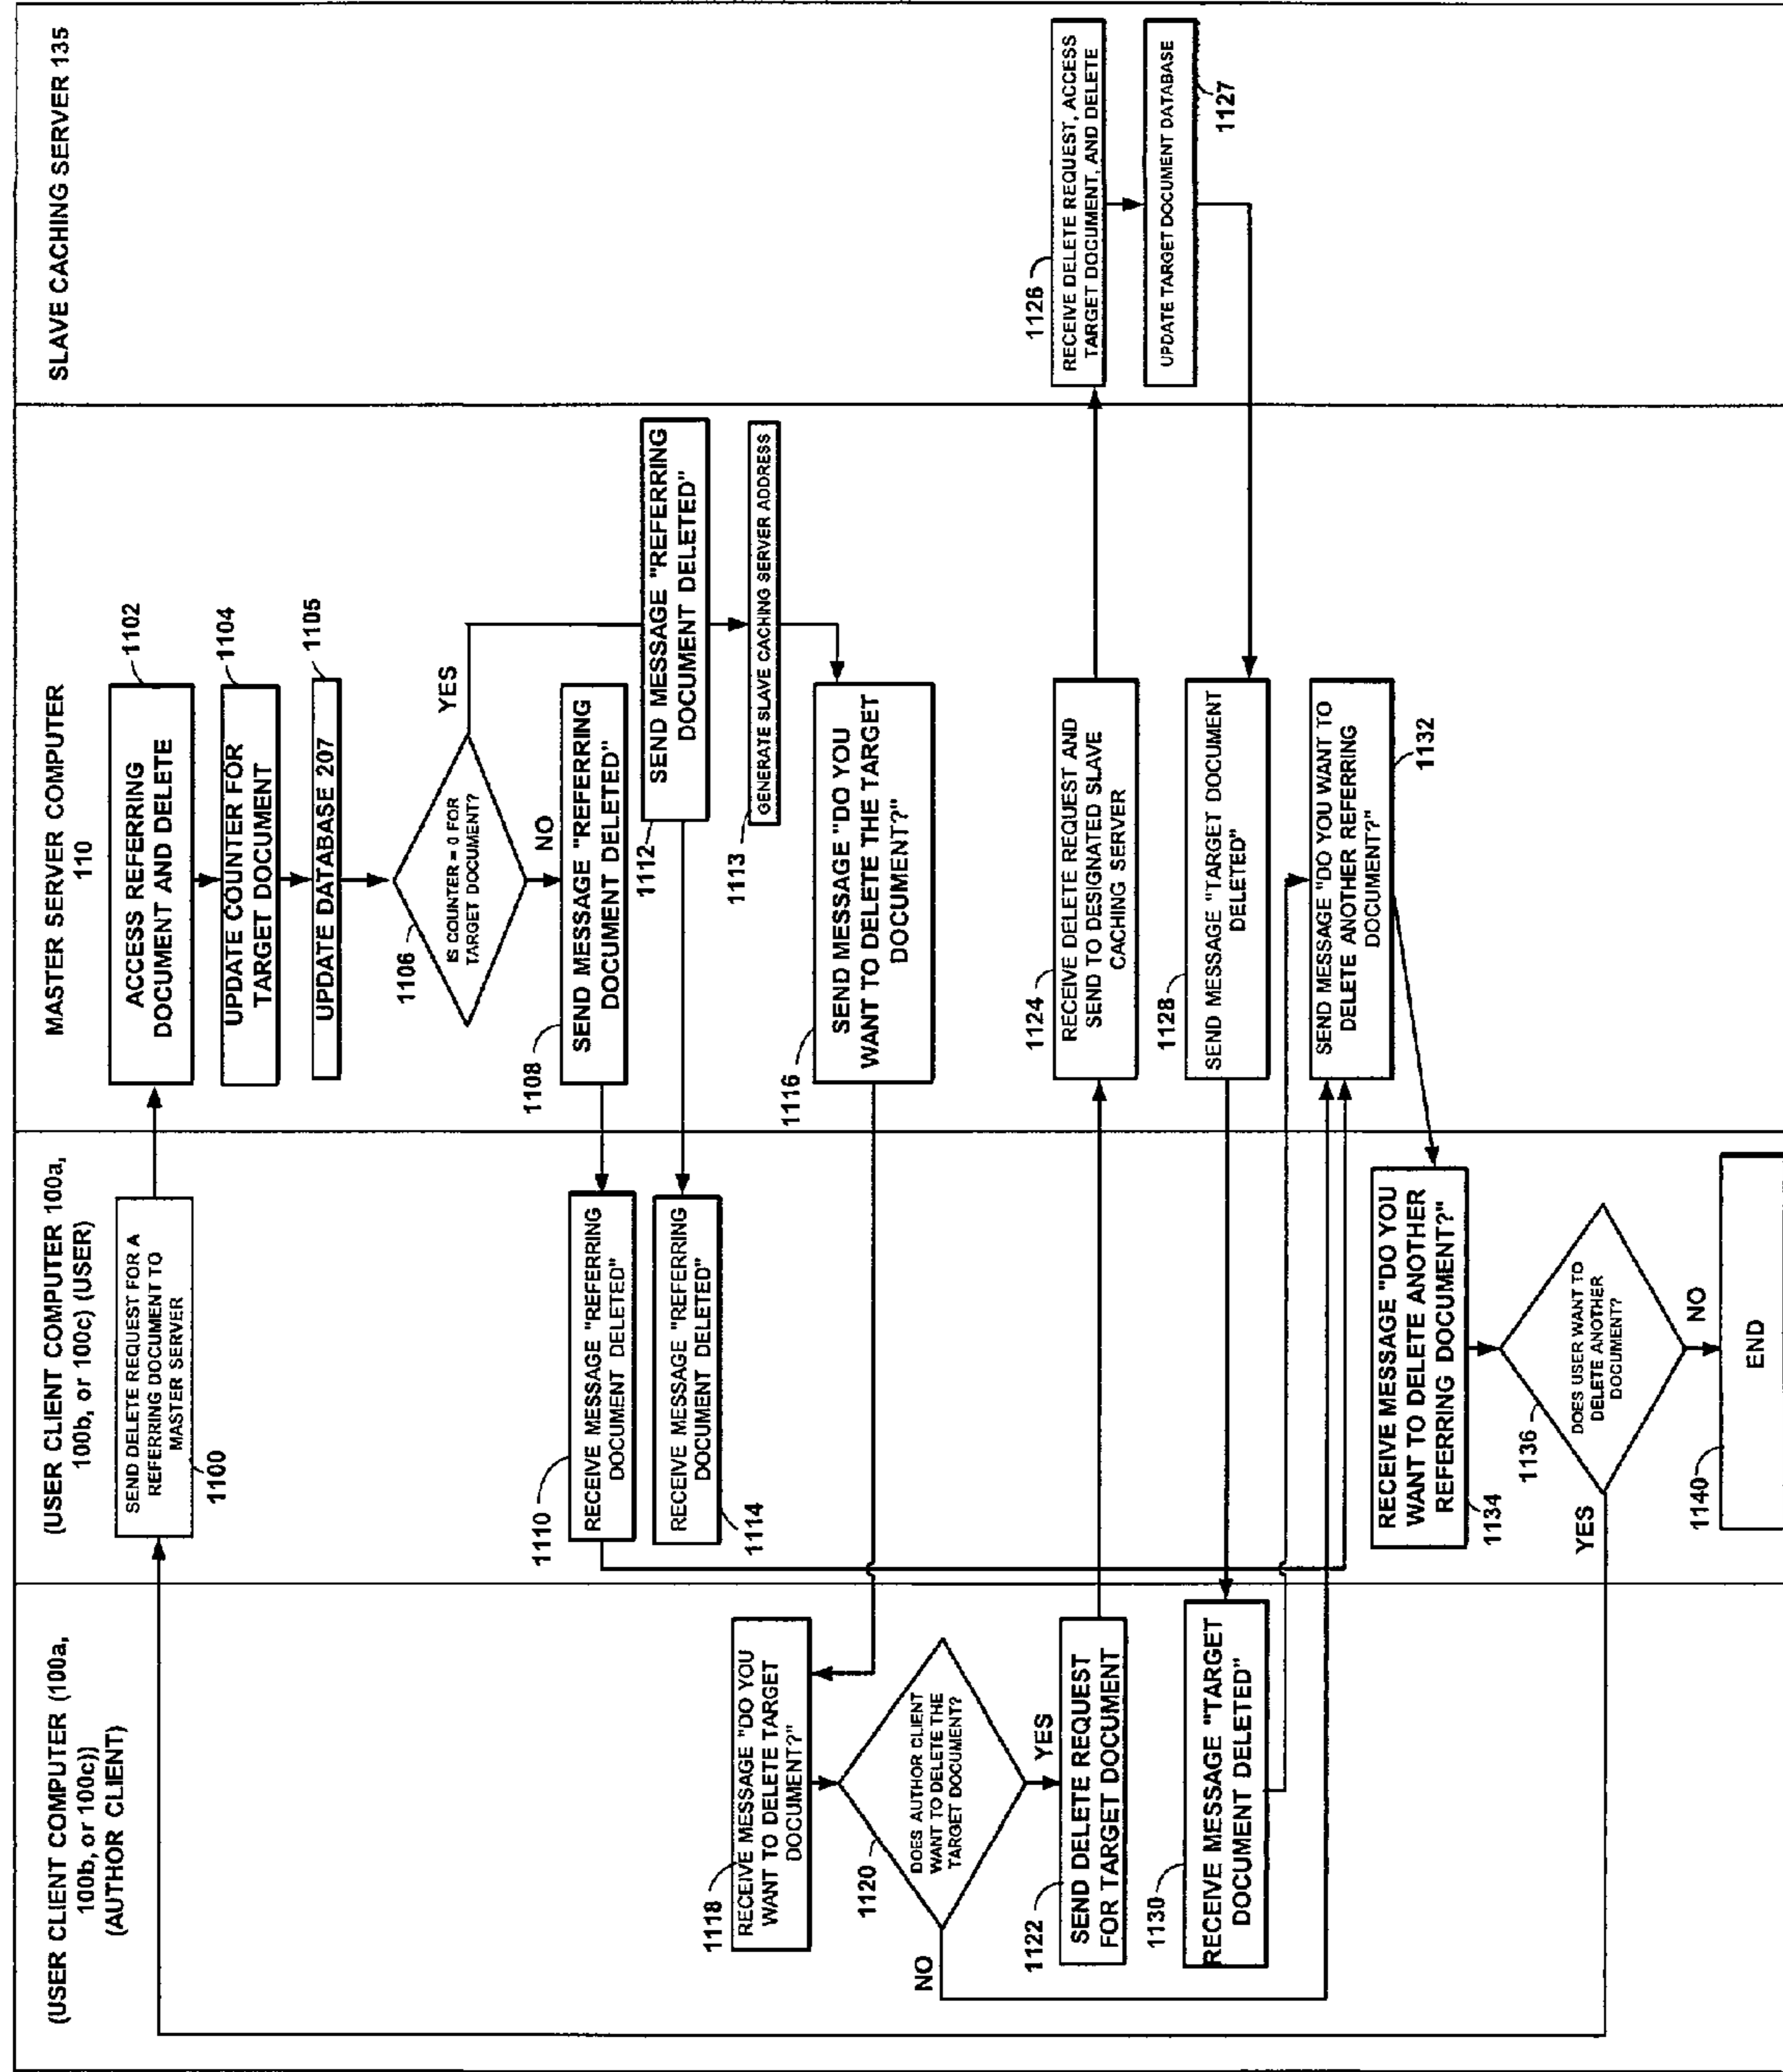 (USER CLIENT COMPUTER (100a,
100b, or 100c))
(AUTHOR CLIENT)
(USER CLIENT COMPUTER 100a,
100b, or 100c) (USER)
MASTER SERVER COMPUTER
110
SLAVE CACHING SERVER 135
SEND DELETE REQUEST FOR A
REFERRING DOCUMENT TO
MASTER SERVER
1100
ACCESS REFERRING
DOCUMENT AND DELETE
1102
UPDATE COUNTER FOR
TARGET DOCUMENT
1104
UPDATE DATABASE 207
1105
IS COUNTER = 0 FOR
TARGET DOCUMENT?
1106
YES
NO
SEND MESSAGE "REFERRING
DOCUMENT DELETED"
1108
RECEIVE MESSAGE "REFERRING
DOCUMENT DELETED"
1110
SEND MESSAGE "REFERRING
DOCUMENT DELETED"
1112
RECEIVE MESSAGE "REFERRING
DOCUMENT DELETED"
1114
GENERATE SLAVE CACHING SERVER ADDRESS
1113
SEND MESSAGE "DO YOU
WANT TO DELETE THE TARGET
DOCUMENT?"
1116
1118
RECEIVE MESSAGE "DO YOU
WANT TO DELETE TARGET
DOCUMENT?"
1120
DOES AUTHOR CLIENT
WANT TO DELETE THE
TARGET DOCUMENT?
NO
YES
1122
SEND DELETE REQUEST
FOR TARGET DOCUMENT
1124
RECEIVE DELETE REQUEST AND
SEND TO DESIGNATED SLAVE
CACHING SERVER
1126
RECEIVE DELETE REQUEST, ACCESS
TARGET DOCUMENT, AND DELETE
UPDATE TARGET DOCUMENT DATABASE
1127
1128
SEND MESSAGE "TARGET DOCUMENT
DELETED"
1130
RECEIVE MESSAGE "TARGET
DOCUMENT DELETED"
SEND MESSAGE "DO YOU WANT TO
DELETE ANOTHER REFERRING
DOCUMENT?"
1132
RECEIVE MESSAGE "DO YOU
WANT TO DELETE ANOTHER
REFERRING DOCUMENT?"
1134
1136
DOES USER WANT TO
DELETE ANOTHER
DOCUMENT?
YES
NO
1140
END